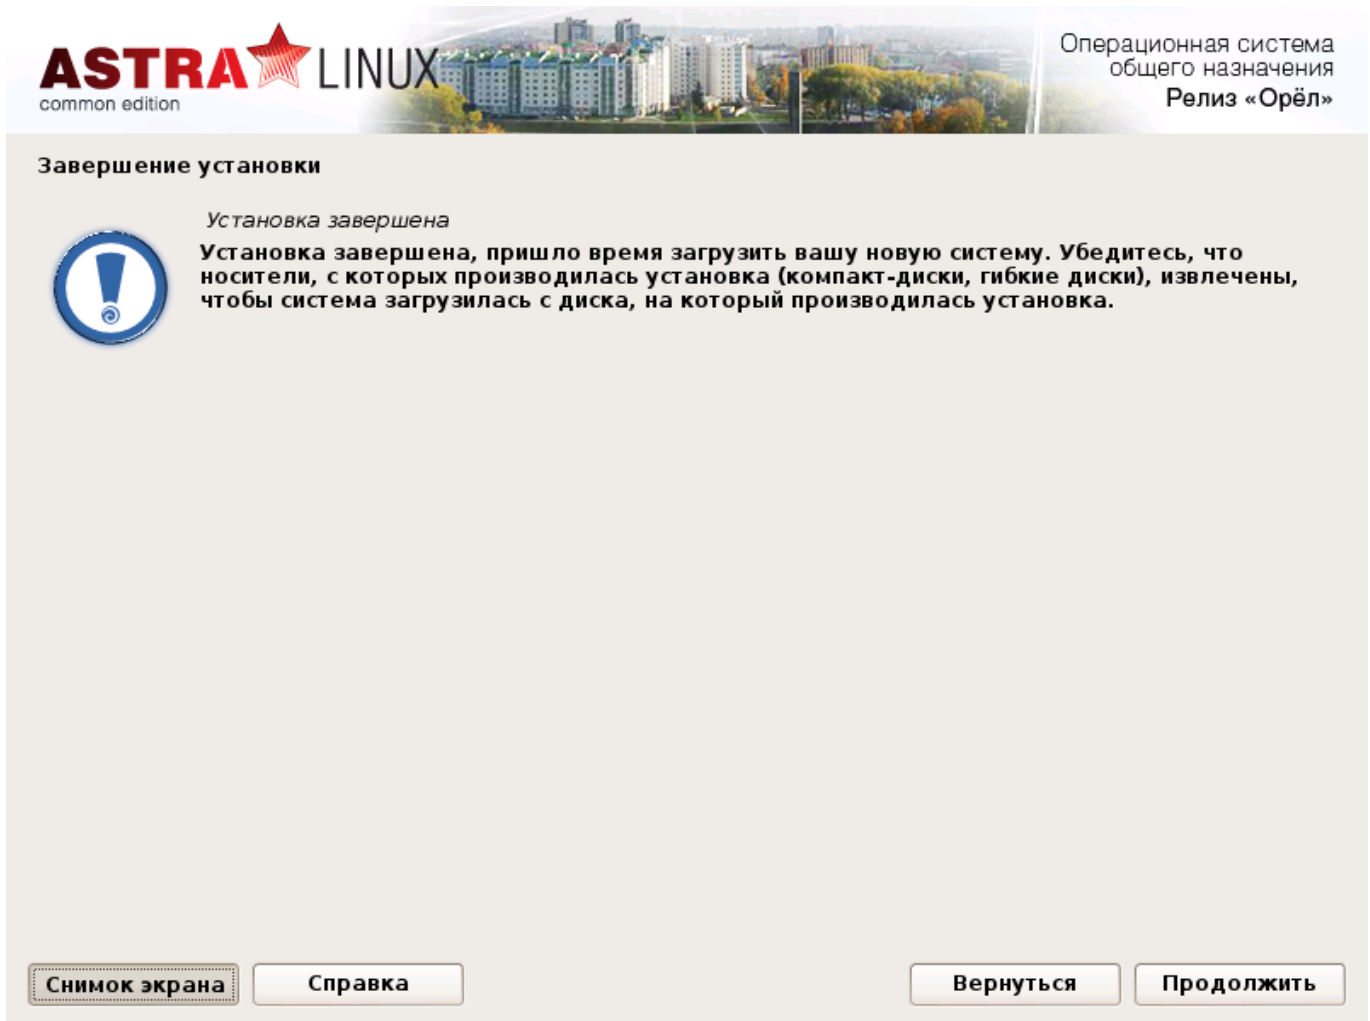 ASTRA LINUX
common edition
Операционная система
общего назначения
Релиз «Орёл»
Завершение установки
Установка завершена
Установка завершена, пришло время загрузить вашу новую систему. Убедитесь, что
носители, с которых производилась установка (компакт-диски, гибкие диски), извлечены,
чтобы система загрузилась с диска, на который производилась установка.
Снимок экрана
Справка
Вернуться
Продолжить